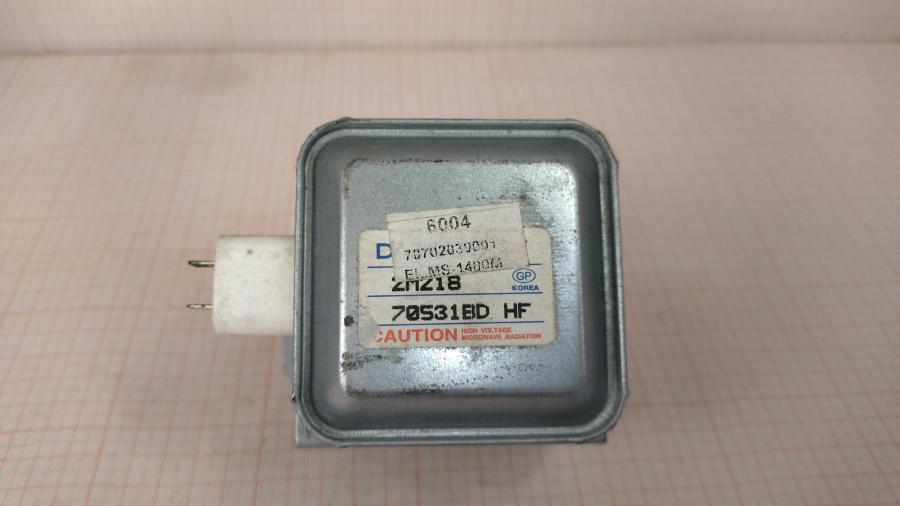 6004
70702030001
EL MS-1400M
D
2M218
GP
KOREA
70531BD HF
CAUTION HIGH VOLTAGE
MICROWAVE RADIATION